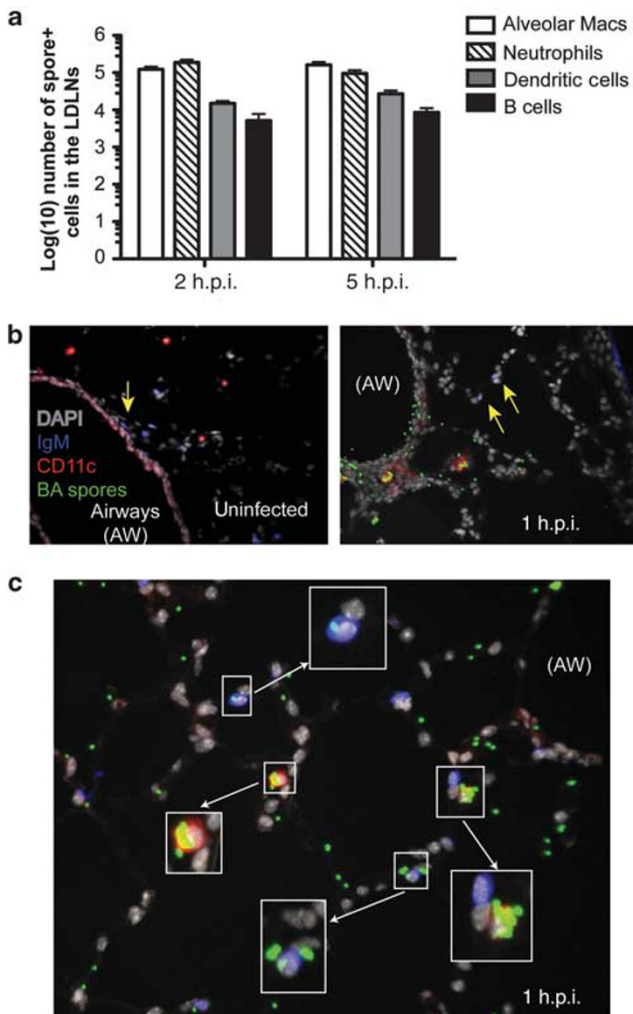 a
Log(10) number of spore+
cells in the LDLNs
6
5
4
3
2
1
0
2 h.p.i.
5 h.p.i.
Alveolar Macs
Neutrophils
Dendritic cells
B cells
b
DAPI
IgM
CD11c
BA spores
Airways
(AW)
Uninfected
(AW)
1 h.p.i.
c
(AW)
1 h.p.i.